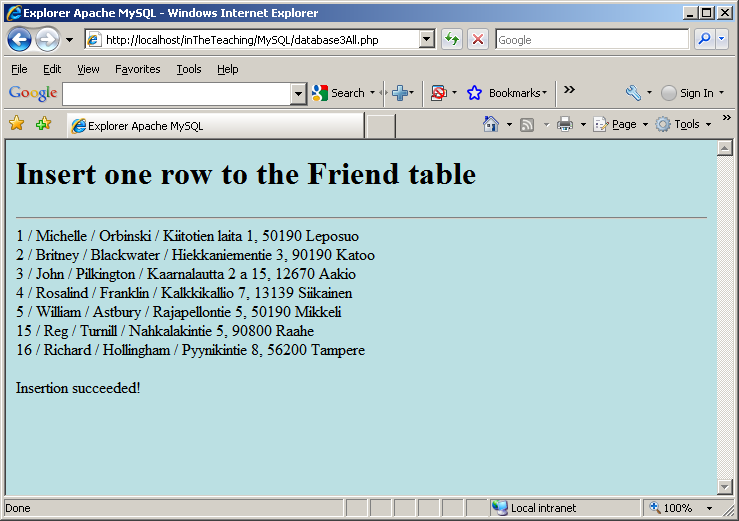 Explorer Apache MySQL - Windows Internet Explorer
http://localhost/inTheTeaching/MySQL/database3All.php
Google
File Edit View Favorites Tools Help
Google Search Bookmarks Sign In
Explorer Apache MySQL
Page Tools
Insert one row to the Friend table
1 / Michelle / Orbinski / Kiitotien laita 1, 50190 Leposuo
2 / Britney / Blackwater / Hiekkaniementie 3, 90190 Katoo
3 / John / Pilkington / Kaarnalautta 2 a 15, 12670 Aakio
4 / Rosalind / Franklin / Kalkkikallio 7, 13139 Siikainen
5 / William / Astbury / Rajapellontie 5, 50190 Mikkeli
15 / Reg / Turnill / Nahkalakintie 5, 90800 Raahe
16 / Richard / Hollingham / Pyynikintie 8, 56200 Tampere
Insertion succeeded!
Done Local intranet 100%